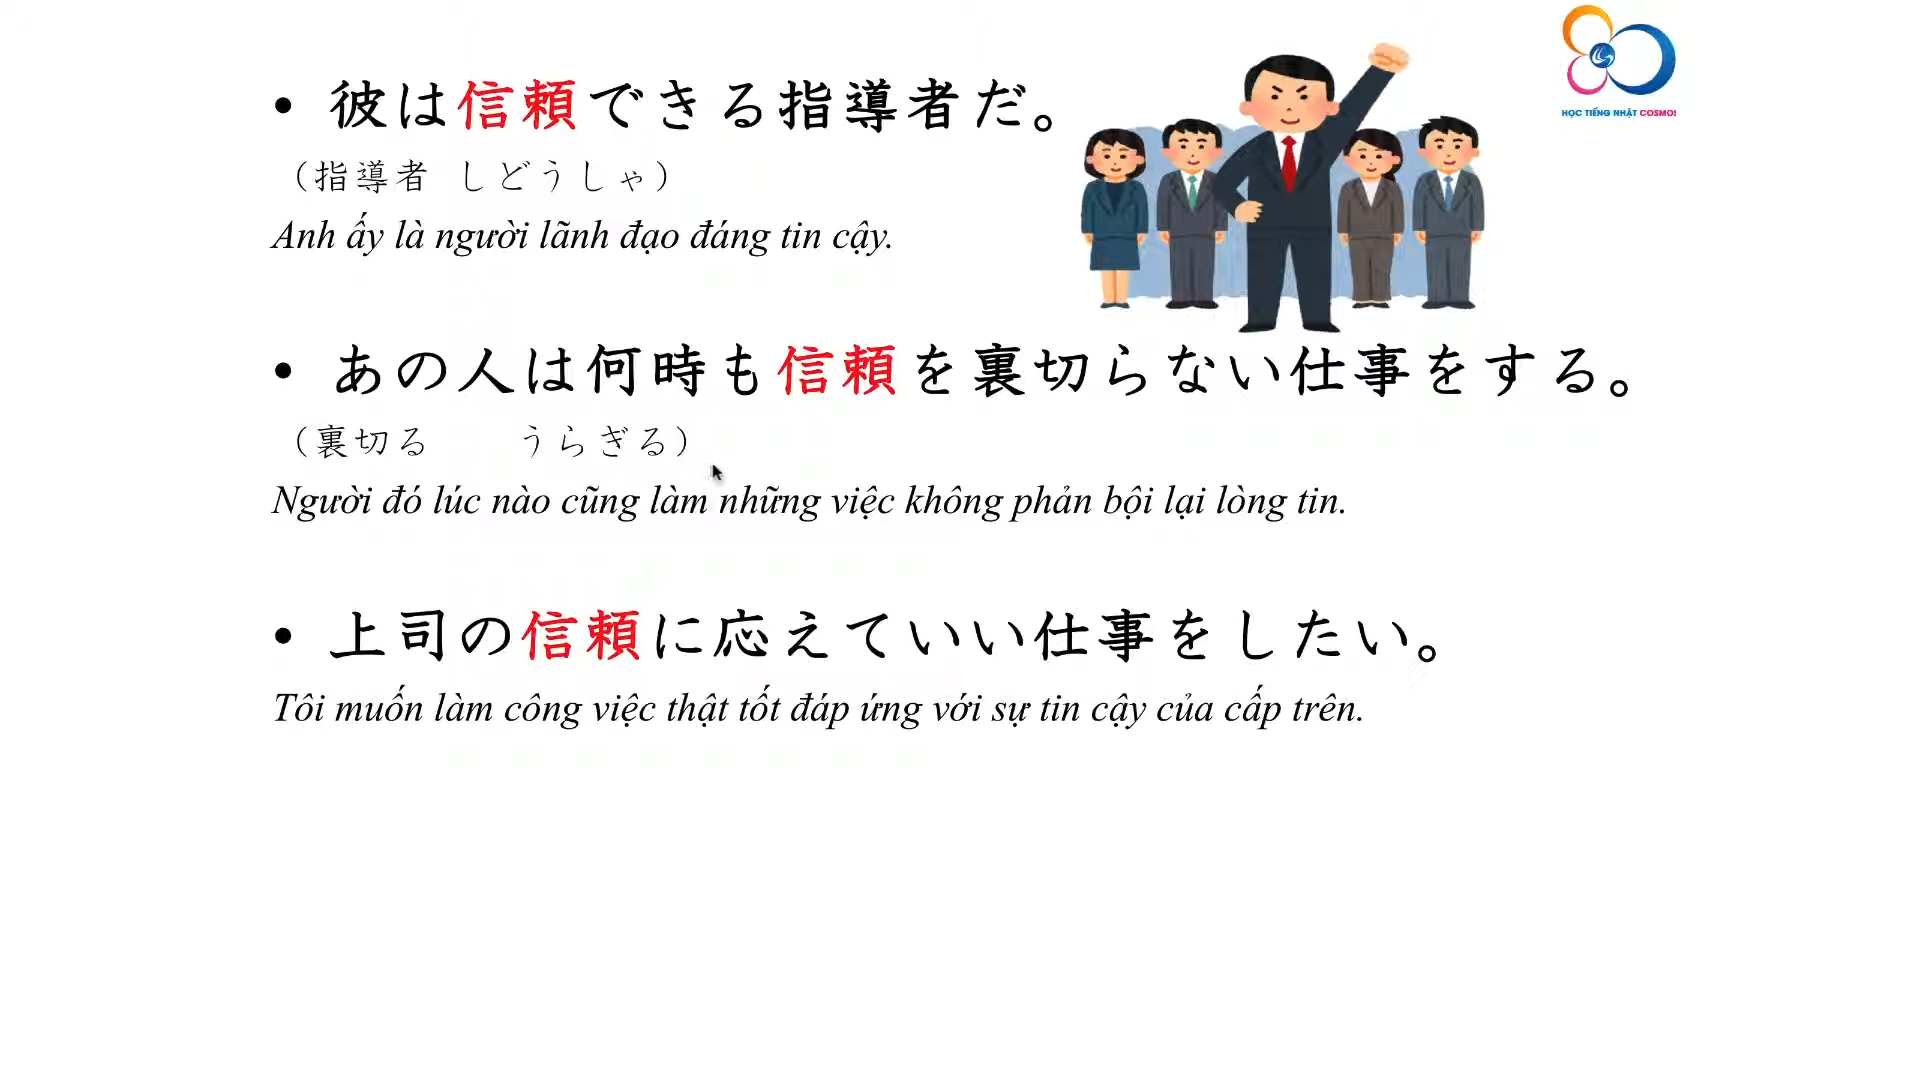 • 彼は信頼できる指導者だ。
（指導者 しどうしゃ）
Anh ấy là người lãnh đạo đáng tin cậy.
• あの人は何時も信頼を裏切らない仕事をする。
（裏切る　　うらぎる）
Người đó lúc nào cũng làm những việc không phản bội lại lòng tin.
• 上司の信頼に応えていい仕事をしたい。
Tôi muốn làm công việc thật tốt đáp ứng với sự tin cậy của cấp trên.
HỌC TIẾNG NHẬT COSMOS